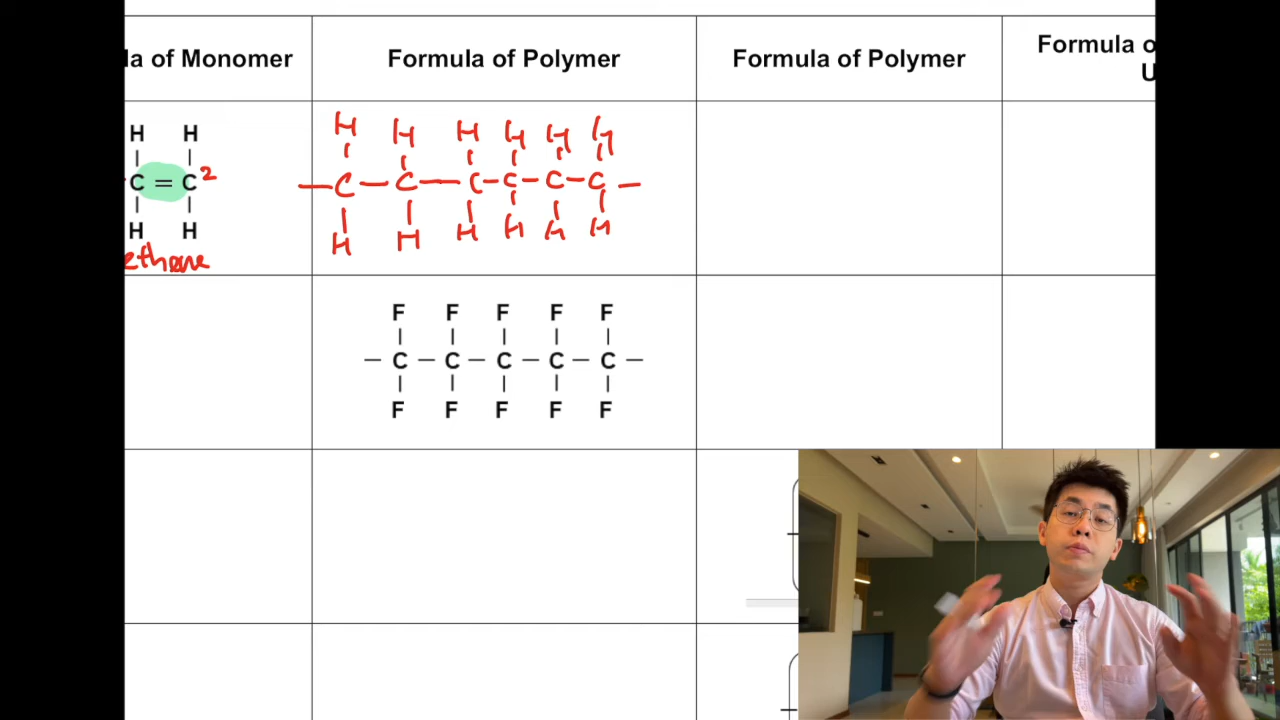 la of Monomer
Formula of Polymer
Formula of Polymer
Formula o
U
H H
C = C 2
H H
ethene
H H H H H H
— C — C — C — C — C — C —
H H H H H H
F F F F F
— C — C — C — C — C —
F F F F F